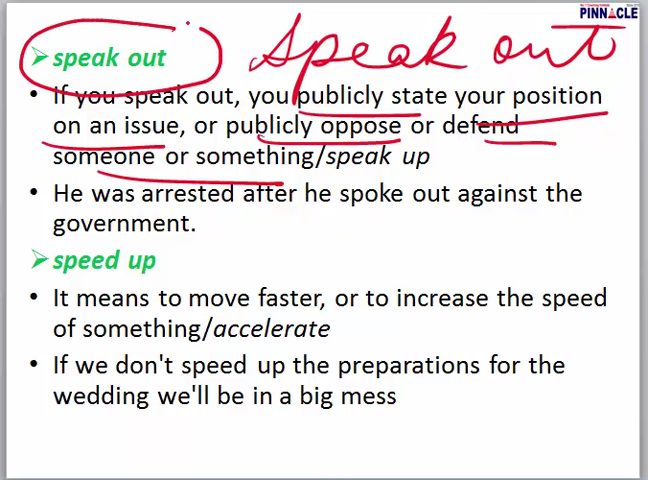 PINNACLE
speak out
Speak out
If you speak out, you publicly state your position
on an issue, or publicly oppose or defend
someone or something/speak up
He was arrested after he spoke out against the
government.
speed up
It means to move faster, or to increase the speed
of something/accelerate
If we don't speed up the preparations for the
wedding we'll be in a big mess